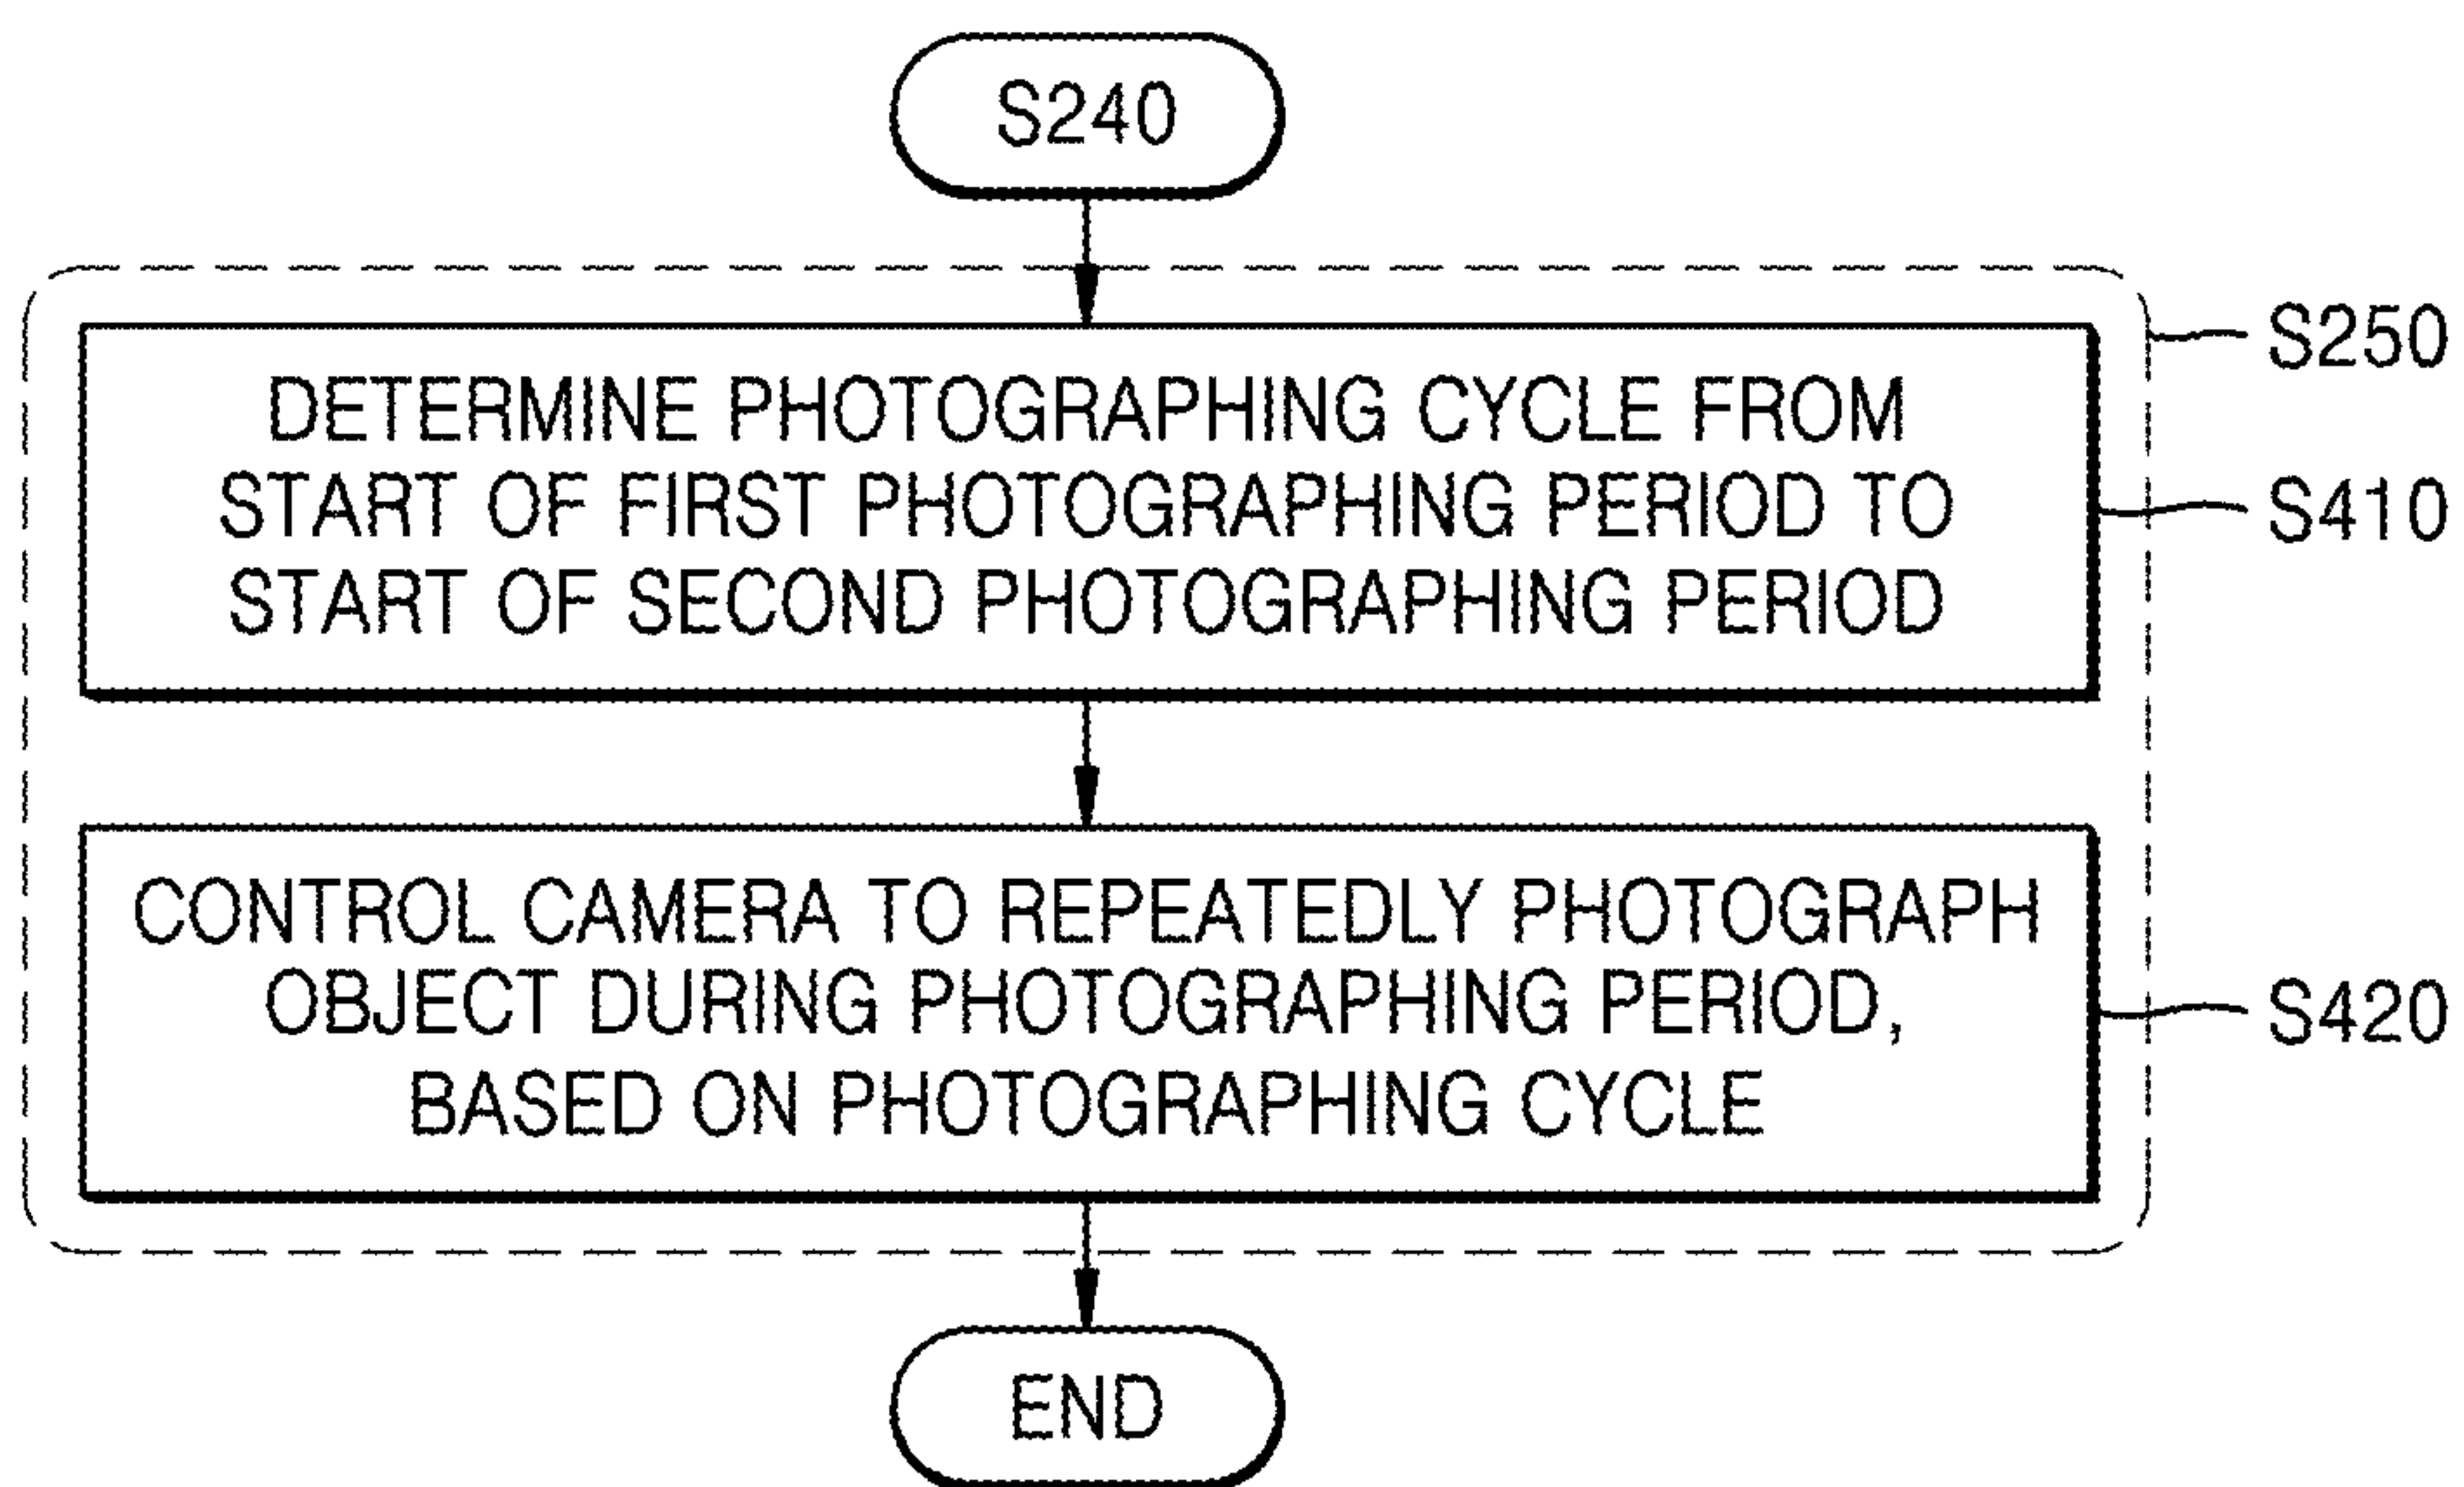 S240
S250
DETERMINE PHOTOGRAPHING CYCLE FROM
START OF FIRST PHOTOGRAPHING PERIOD TO
START OF SECOND PHOTOGRAPHING PERIOD
S410
CONTROL CAMERA TO REPEATEDLY PHOTOGRAPH
OBJECT DURING PHOTOGRAPHING PERIOD,
BASED ON PHOTOGRAPHING CYCLE
S420
END